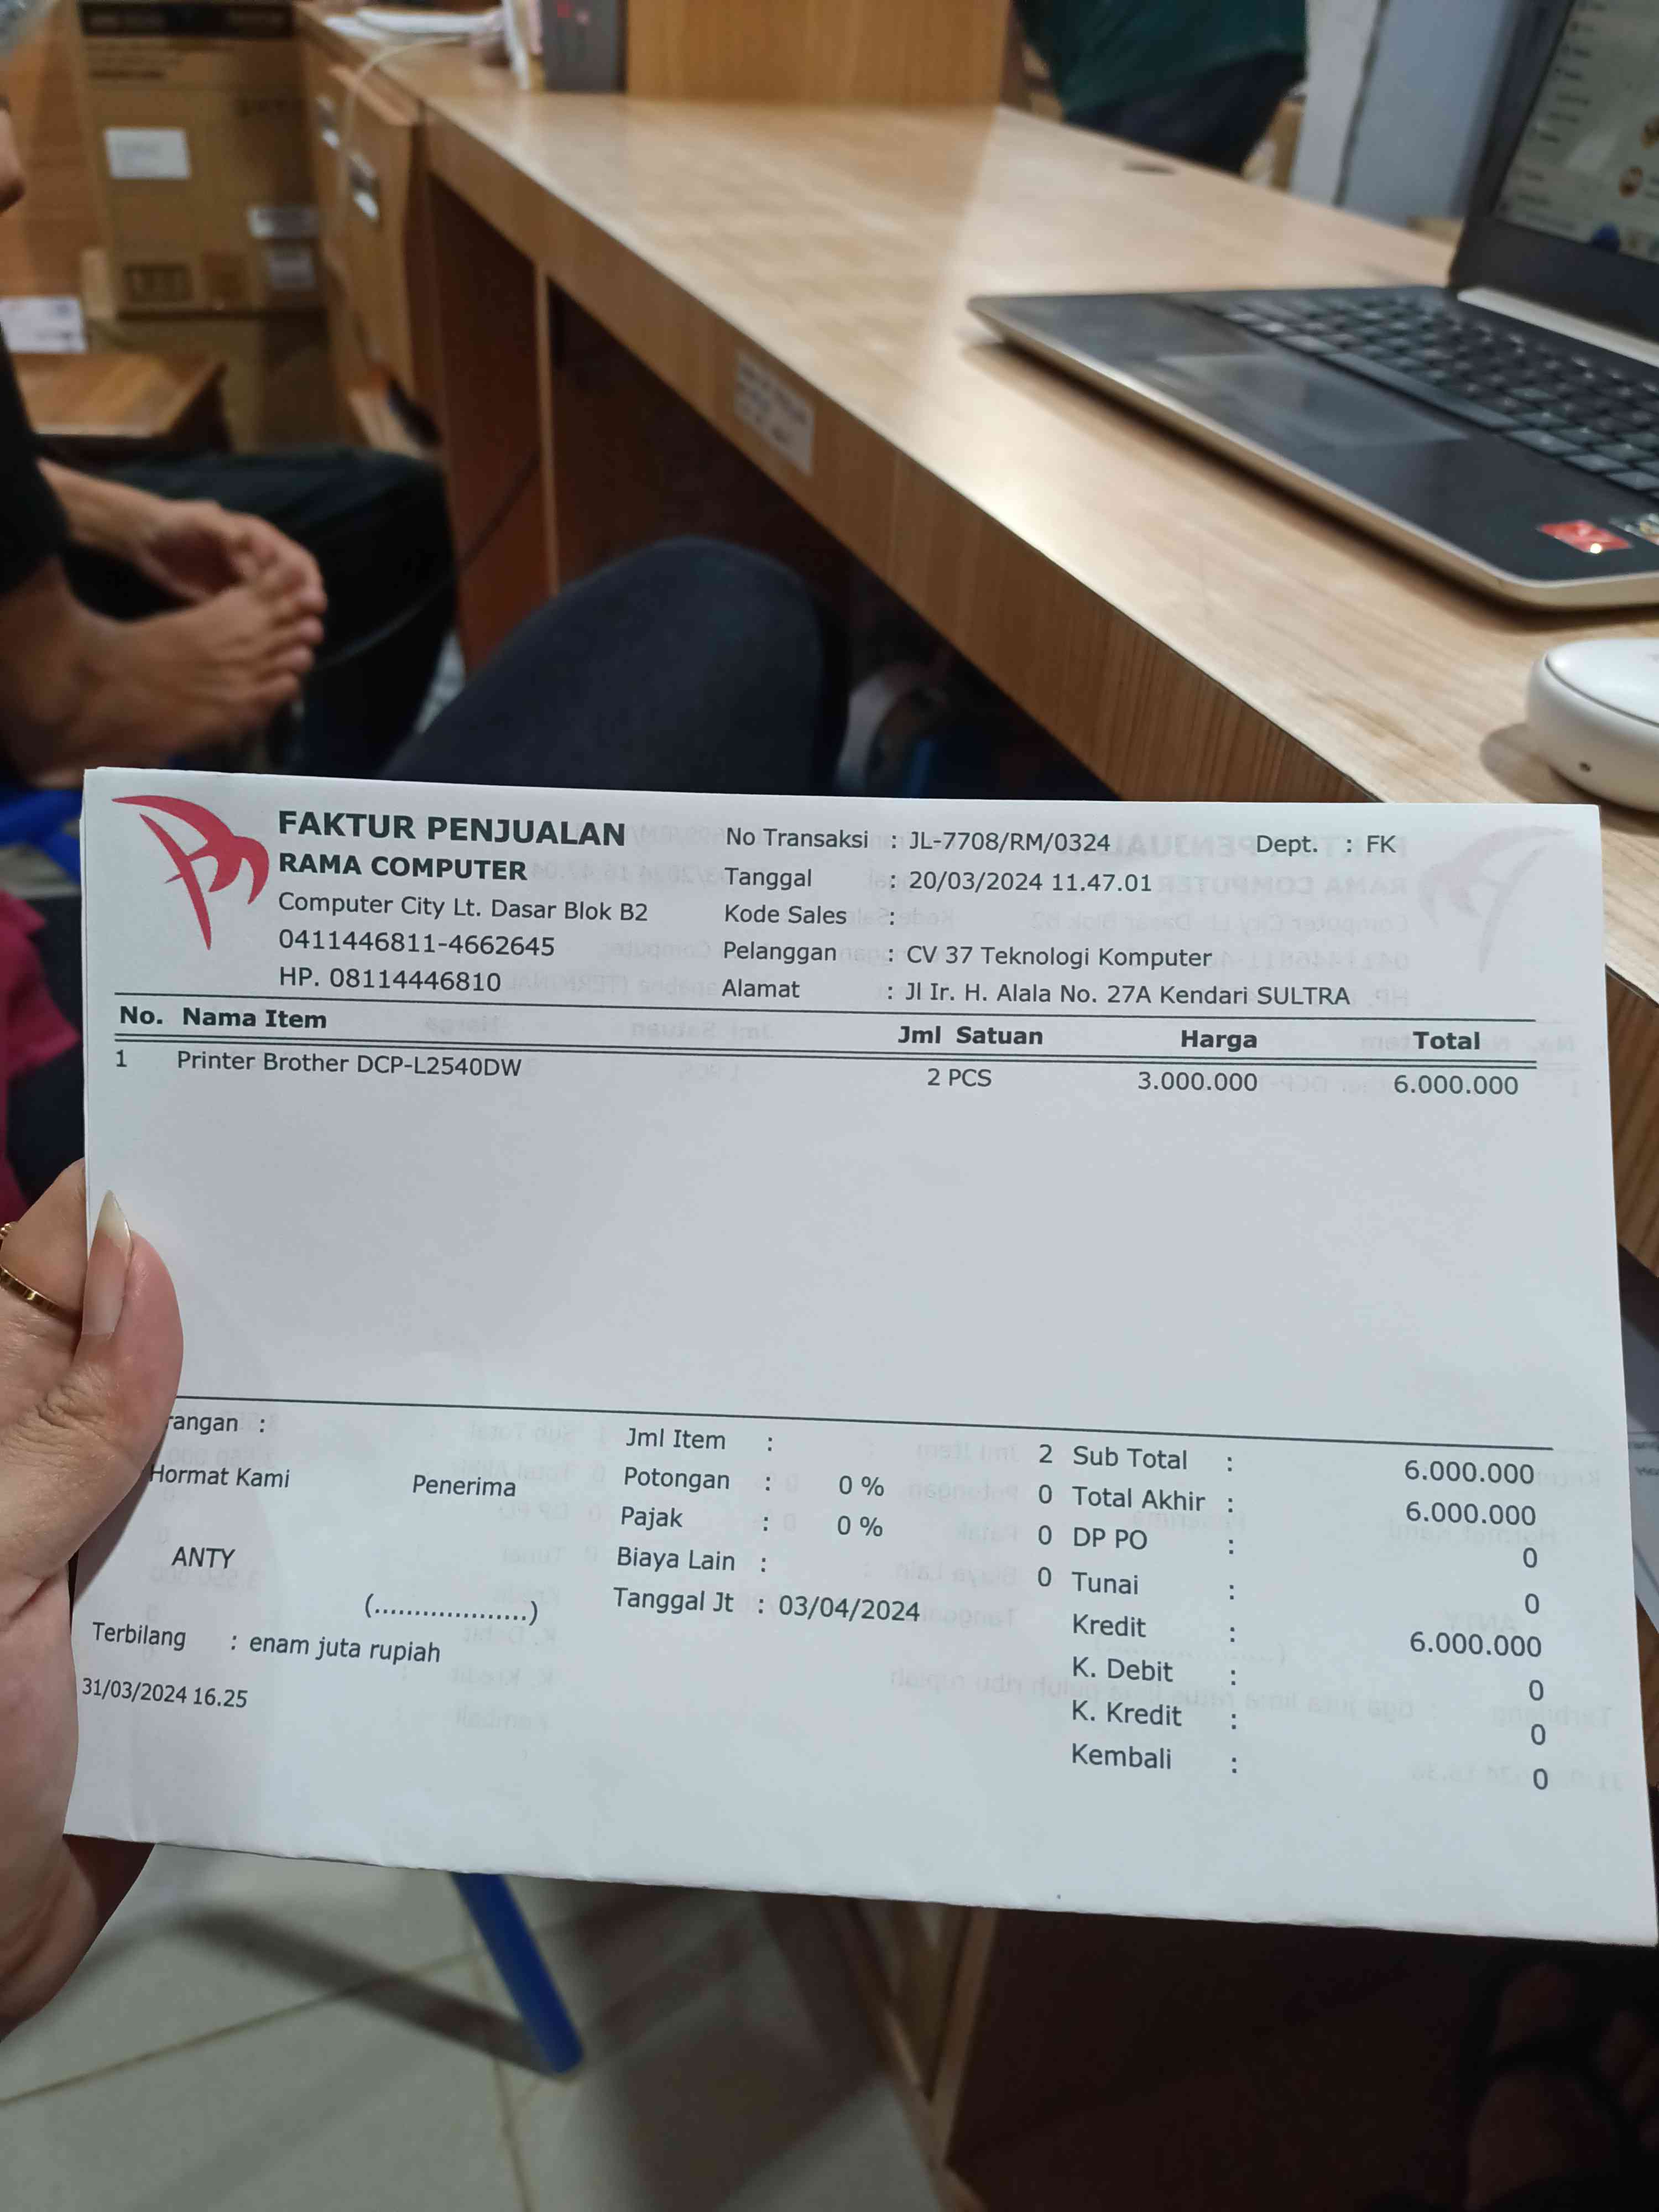 FAKTUR PENJUALAN
RAMA COMPUTER
Computer City Lt. Dasar Blok B2
0411446811-4662645
HP. 08114446810
No Transaksi : JL-7708/RM/0324 Dept. : FK
Tanggal : 20/03/2024 11.47.01
Kode Sales :
Pelanggan : CV 37 Teknologi Komputer
Alamat : Jl Ir. H. Alala No. 27A Kendari SULTRA
No. Nama Item Jml Satuan Harga Total
1 Printer Brother DCP-L2540DW 2 PCS 3.000.000 6.000.000
rangan :
Hormat Kami Penerima
ANTY
(...................)
Terbilang : enam juta rupiah
31/03/2024 16.25
Jml Item : 2
Potongan : 0 % 0
Pajak : 0 % 0
Biaya Lain : 0
Tanggal Jt : 03/04/2024
Sub Total : 6.000.000
Total Akhir : 6.000.000
DP PO : 0
Tunai : 0
Kredit : 6.000.000
K. Debit : 0
K. Kredit : 0
Kembali : 0